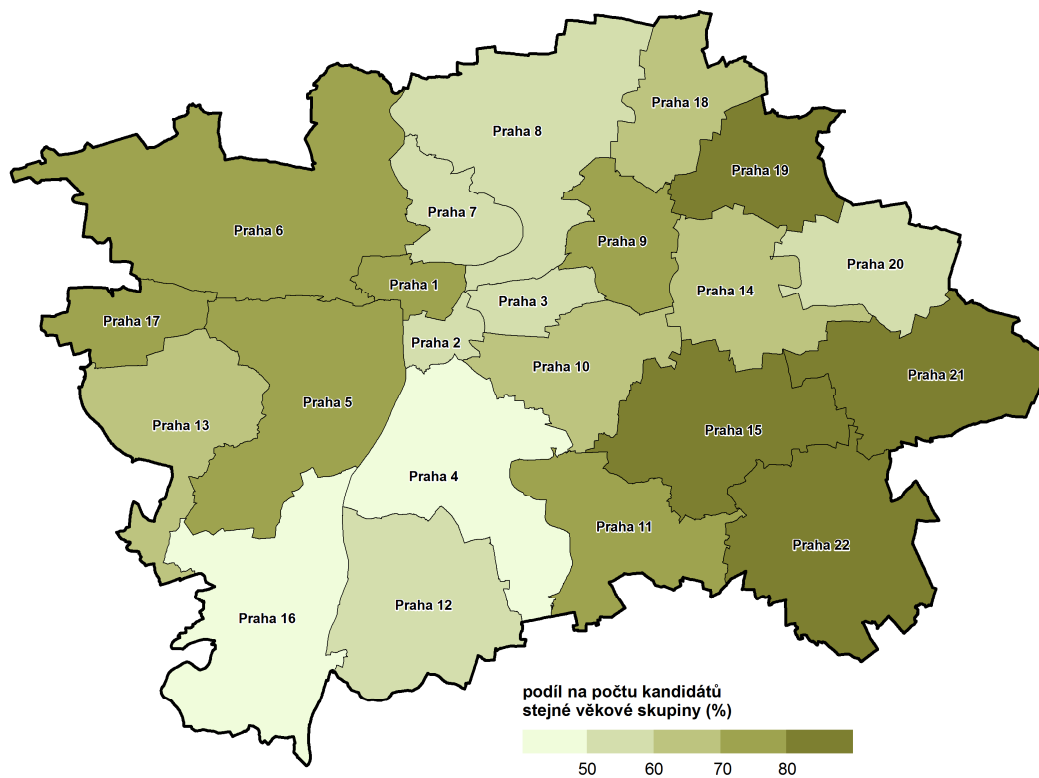 Praha 18
Praha 8
Praha 19
Praha 7
Praha 6
Praha 9
Praha 20
Praha 1
Praha 14
Praha 3
Praha 17
Praha 2
Praha 10
Praha 21
Praha 5
Praha 13
Praha 15
Praha 4
Praha 11
Praha 22
Praha 12
Praha 16
podíl na počtu kandidátů
stejné věkové skupiny (%)
50 60 70 80